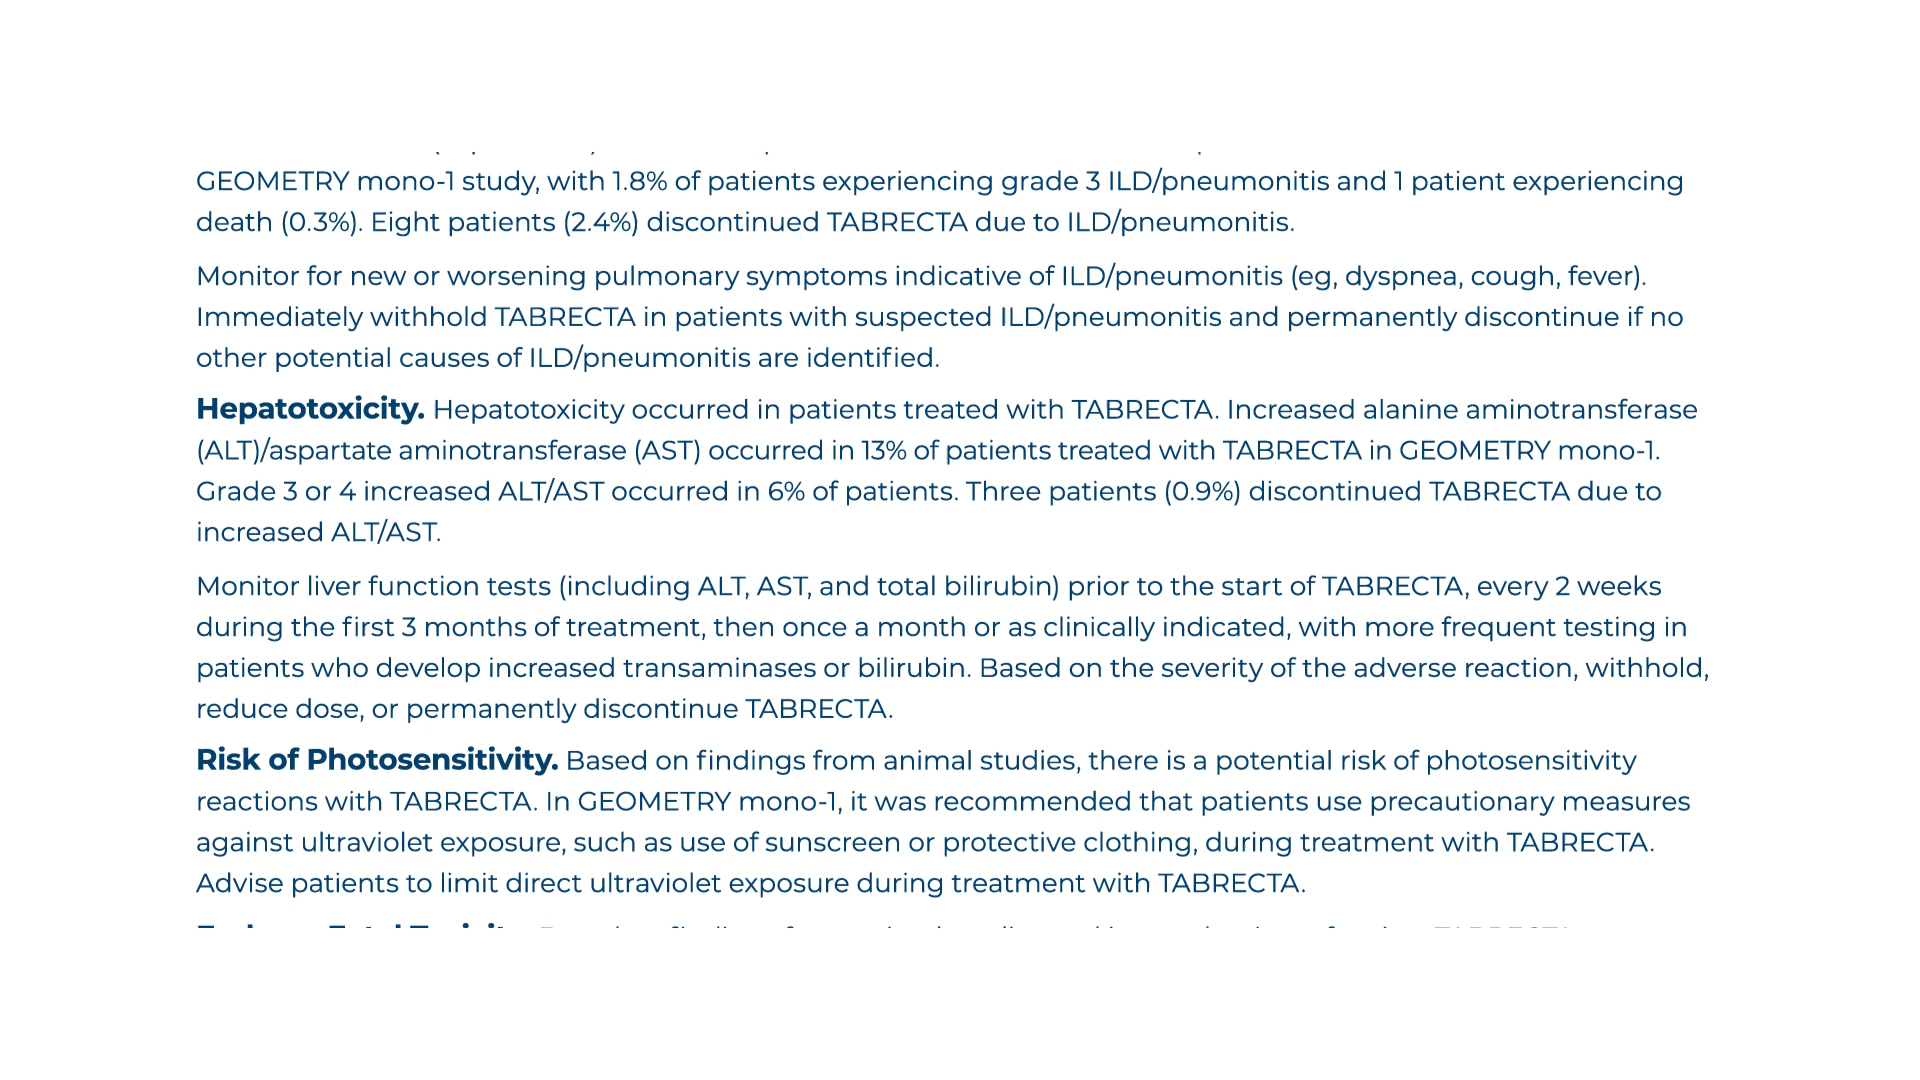 GEOMETRY mono-1 study, with 1.8% of patients experiencing grade 3 ILD/pneumonitis and 1 patient experiencing
death (0.3%). Eight patients (2.4%) discontinued TABRECTA due to ILD/pneumonitis.
Monitor for new or worsening pulmonary symptoms indicative of ILD/pneumonitis (eg, dyspnea, cough, fever).
Immediately withhold TABRECTA in patients with suspected ILD/pneumonitis and permanently discontinue if no
other potential causes of ILD/pneumonitis are identified.
Hepatotoxicity. Hepatotoxicity occurred in patients treated with TABRECTA. Increased alanine aminotransferase
(ALT)/aspartate aminotransferase (AST) occurred in 13% of patients treated with TABRECTA in GEOMETRY mono-1.
Grade 3 or 4 increased ALT/AST occurred in 6% of patients. Three patients (0.9%) discontinued TABRECTA due to
increased ALT/AST.
Monitor liver function tests (including ALT, AST, and total bilirubin) prior to the start of TABRECTA, every 2 weeks
during the first 3 months of treatment, then once a month or as clinically indicated, with more frequent testing in
patients who develop increased transaminases or bilirubin. Based on the severity of the adverse reaction, withhold,
reduce dose, or permanently discontinue TABRECTA.
Risk of Photosensitivity. Based on findings from animal studies, there is a potential risk of photosensitivity
reactions with TABRECTA. In GEOMETRY mono-1, it was recommended that patients use precautionary measures
against ultraviolet exposure, such as use of sunscreen or protective clothing, during treatment with TABRECTA.
Advise patients to limit direct ultraviolet exposure during treatment with TABRECTA.